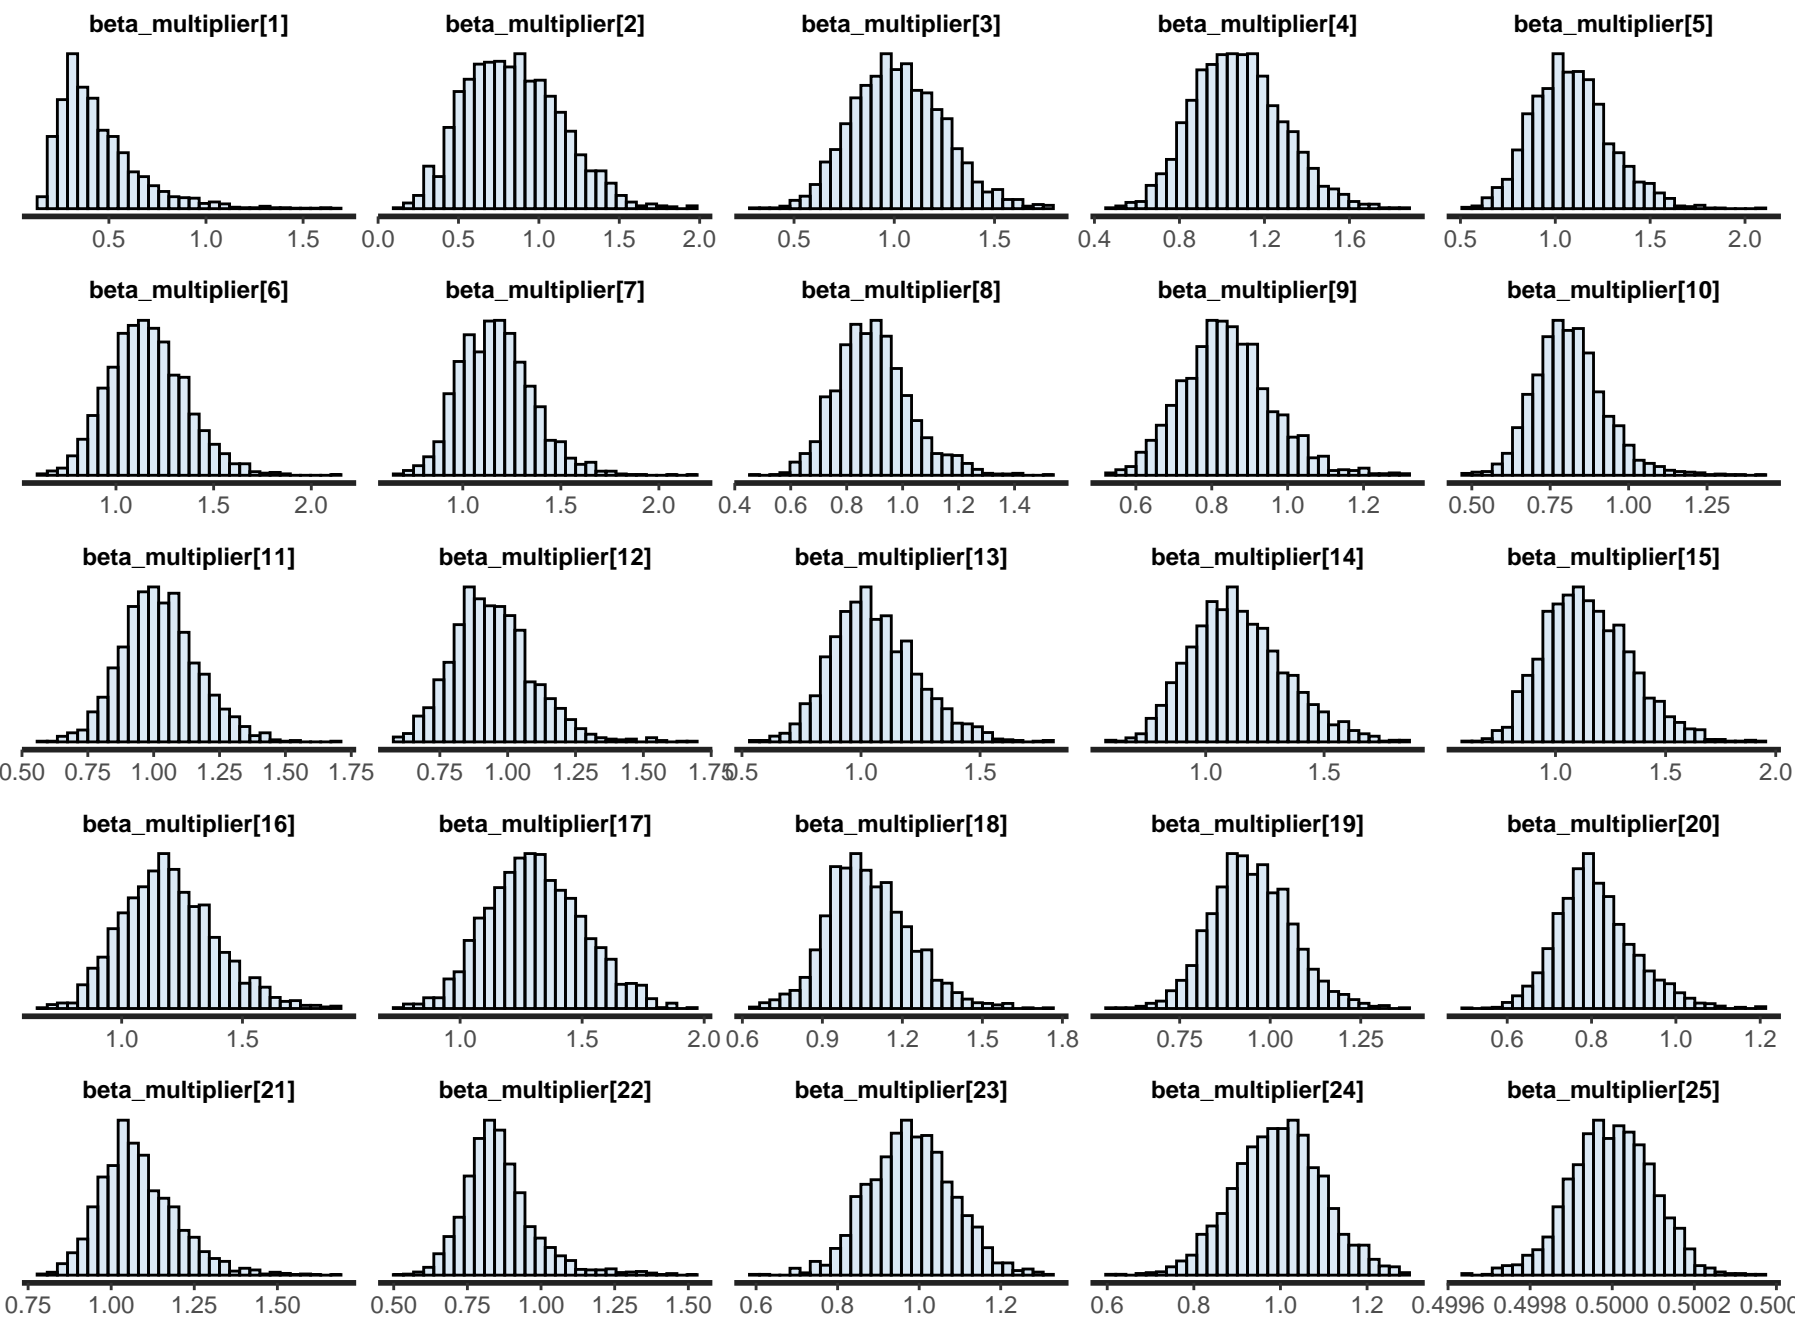 beta_multiplier[1] beta_multiplier[2] beta_multiplier[3] beta_multiplier[4] beta_multiplier[5]
0.5 1.0 1.5 0.0 0.5 1.0 1.5 2.0 0.5 1.0 1.5 0.4 0.8 1.2 1.6 0.5 1.0 1.5 2.0
beta_multiplier[6] beta_multiplier[7] beta_multiplier[8] beta_multiplier[9] beta_multiplier[10]
1.0 1.5 2.0 1.0 1.5 2.0 0.4 0.6 0.8 1.0 1.2 1.4 0.6 0.8 1.0 1.2 0.50 0.75 1.00 1.25
beta_multiplier[11] beta_multiplier[12] beta_multiplier[13] beta_multiplier[14] beta_multiplier[15]
0.50 0.75 1.00 1.25 1.50 1.75 0.75 1.00 1.25 1.50 1.75 0.5 1.0 1.5 1.0 1.5 1.0 1.5 2.0
beta_multiplier[16] beta_multiplier[17] beta_multiplier[18] beta_multiplier[19] beta_multiplier[20]
1.0 1.5 1.0 1.5 2.0 0.6 0.9 1.2 1.5 1.8 0.75 1.00 1.25 0.6 0.8 1.0 1.2
beta_multiplier[21] beta_multiplier[22] beta_multiplier[23] beta_multiplier[24] beta_multiplier[25]
0.75 1.00 1.25 1.50 0.50 0.75 1.00 1.25 1.50 0.6 0.8 1.0 1.2 0.6 0.8 1.0 1.2 0.4996 0.4998 0.5000 0.5002